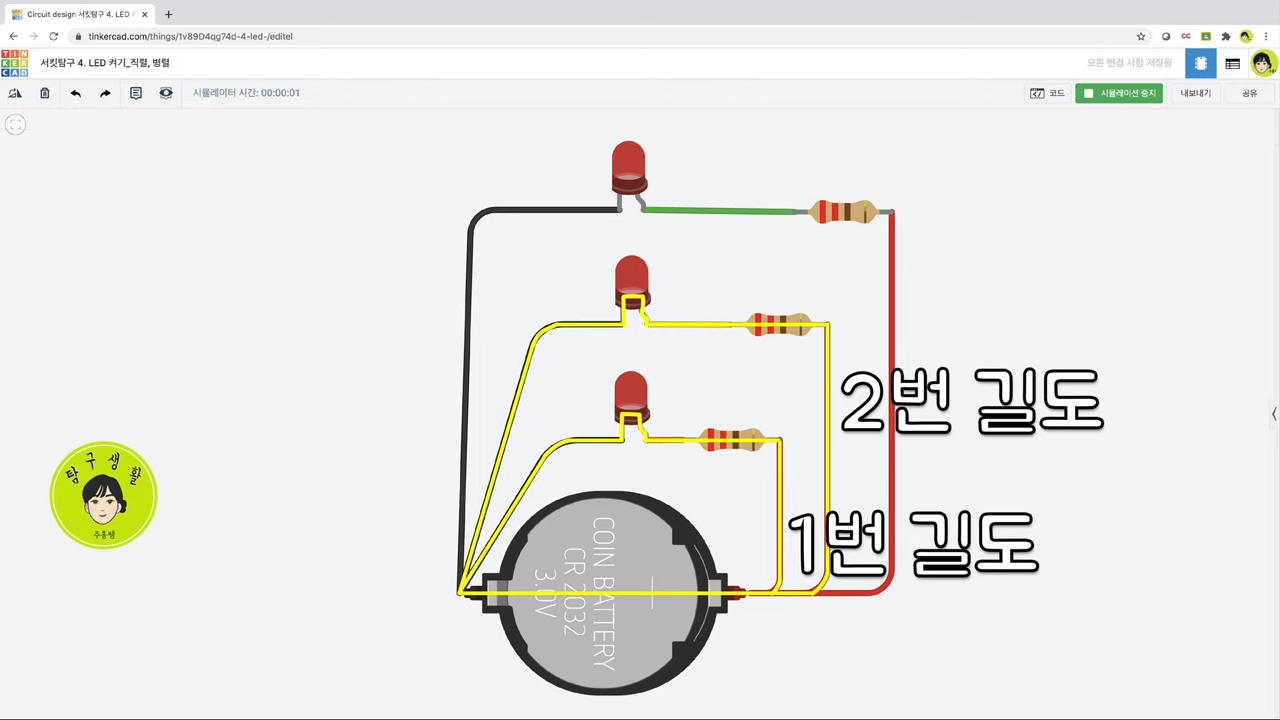 Circuit design 서킷탐구 4. LED ㅋ
tinkercad.com/things/1v89D4qg74d-4-led-/editel
CC
TIN
KER
CAD
서킷탐구 4. LED 켜기_직렬, 병렬
모든 변경 사항 저장됨
시뮬레이터 시간: 00:00:01
코드
시뮬레이션 중지
내보내기
공유
2번 길도
1번 길도
탐구생활
주홍쌤
COIN BATTERY
CR 2032
3.0V